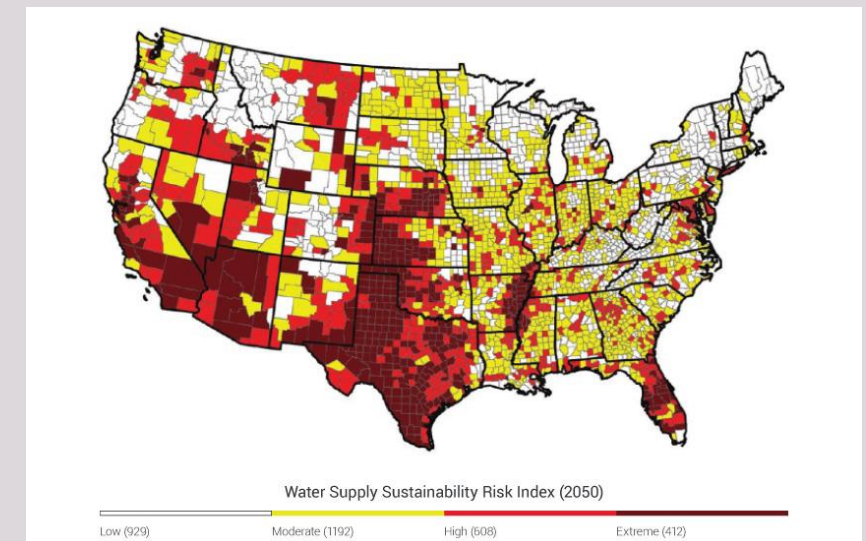 Water Supply Sustainability Risk Index (2050)
Low (929) Moderate (1192) High (608) Extreme (412)